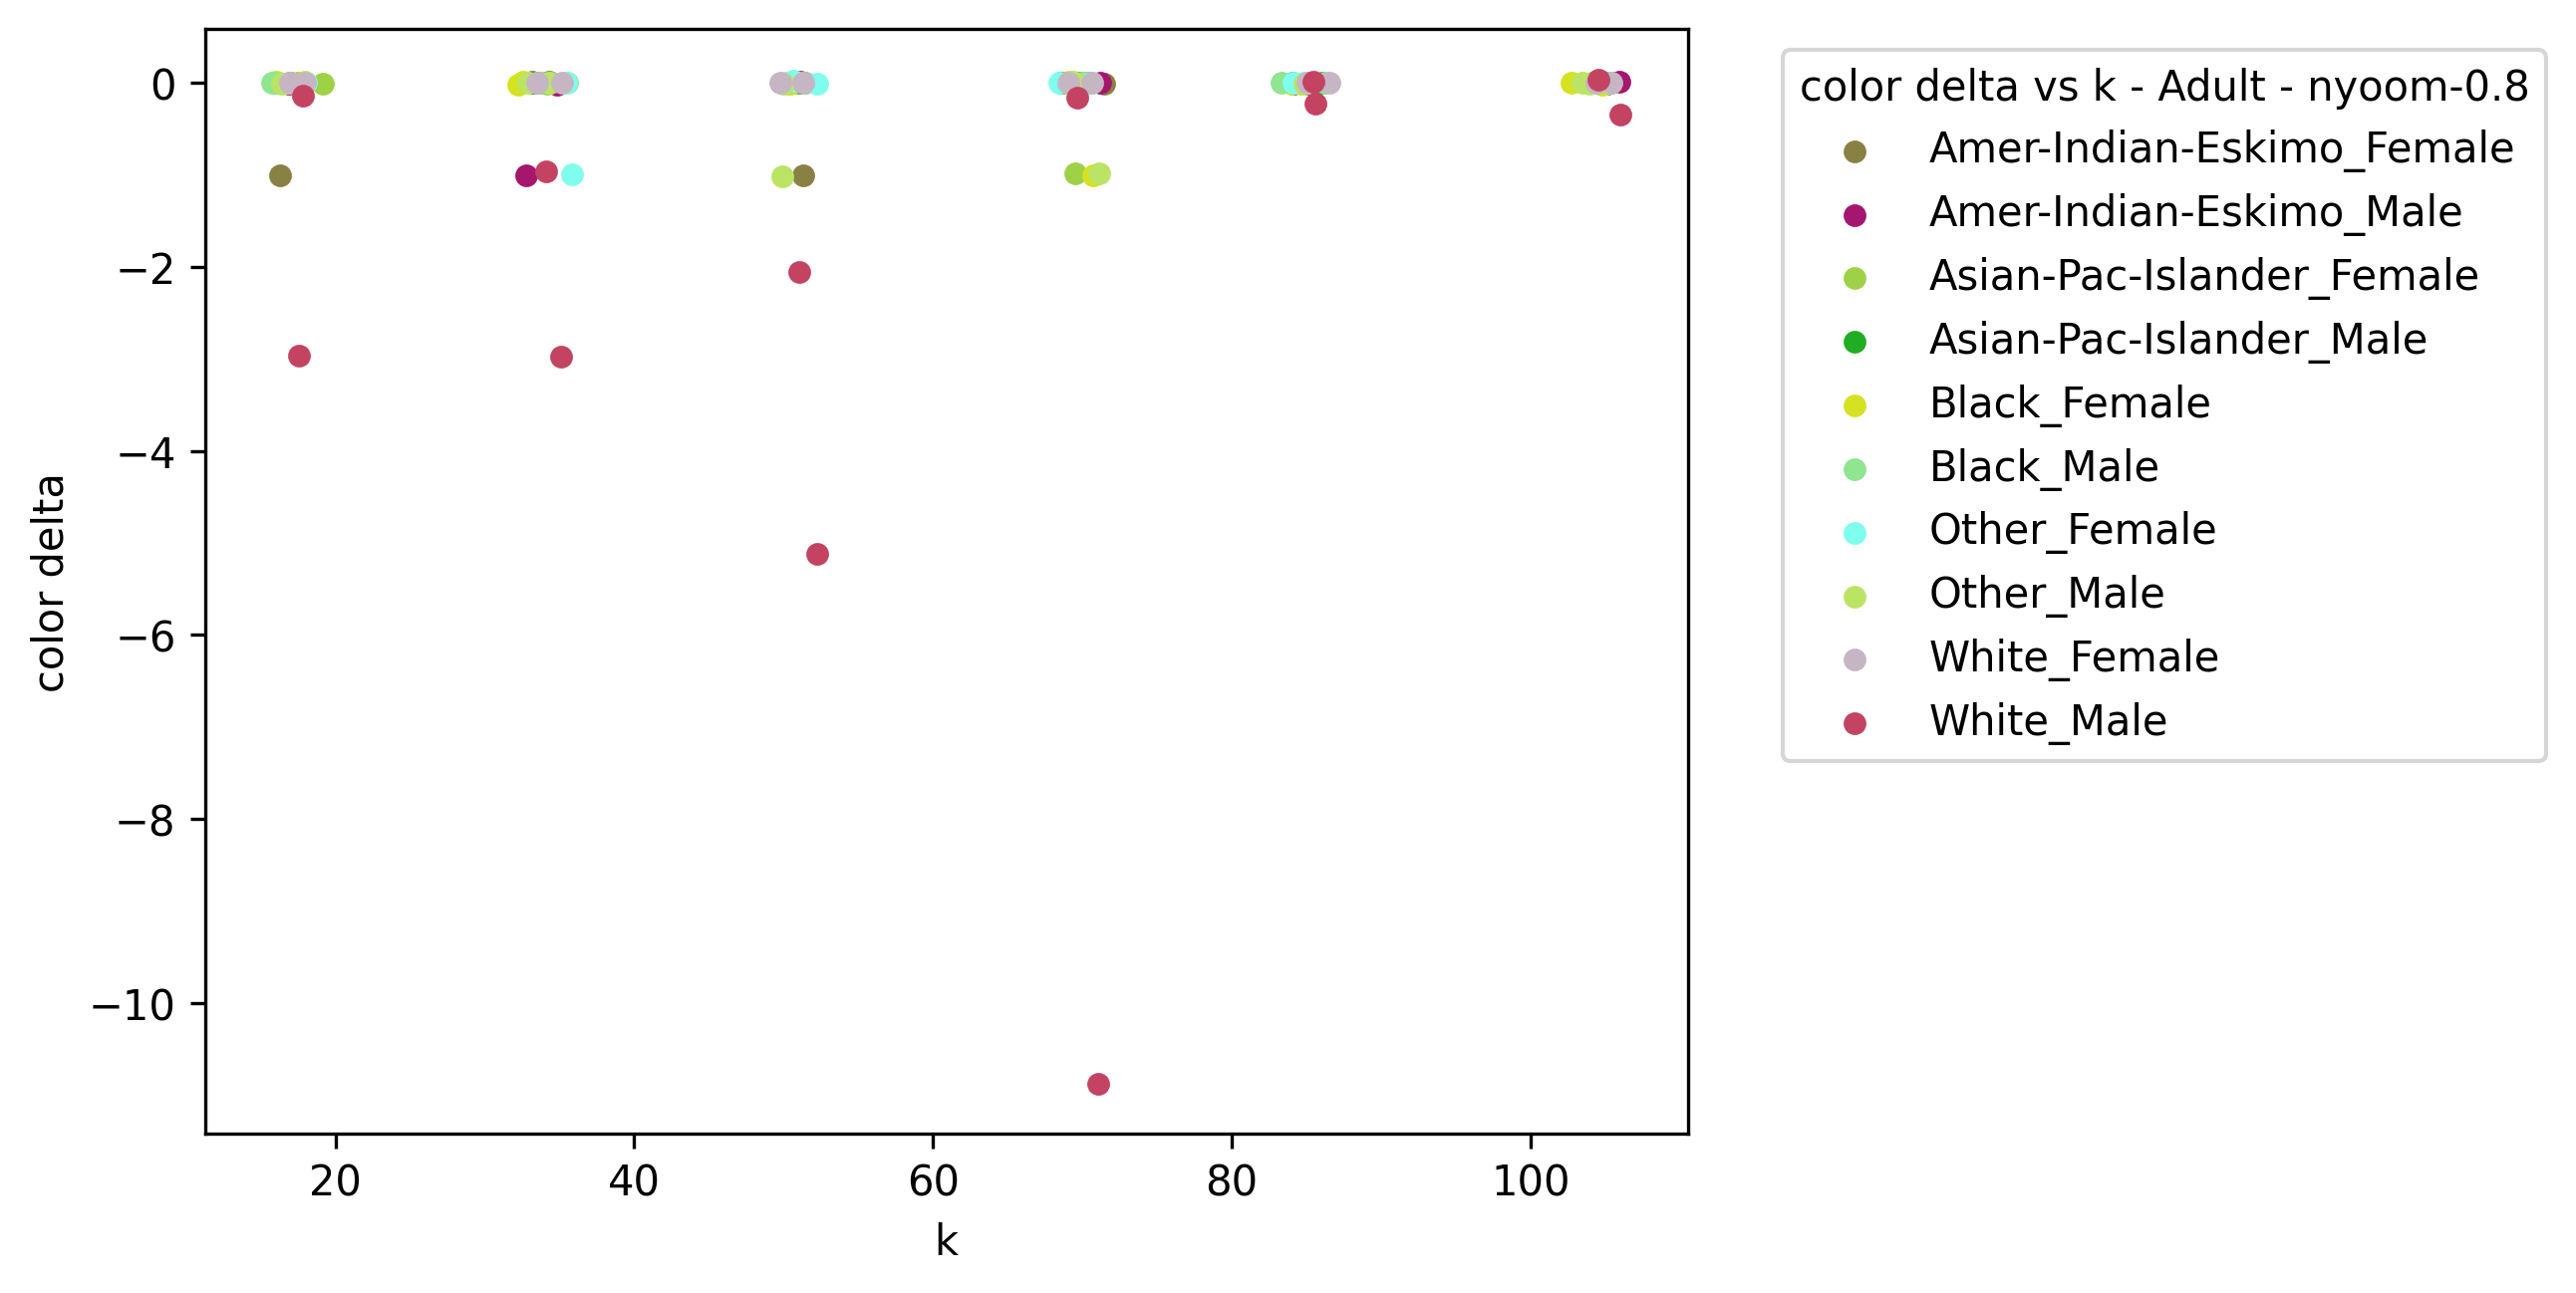 0
−2
−4
−6
−8
−10
color delta
20 40 60 80 100
k
color delta vs k - Adult - nyoom-0.8
Amer-Indian-Eskimo_Female
Amer-Indian-Eskimo_Male
Asian-Pac-Islander_Female
Asian-Pac-Islander_Male
Black_Female
Black_Male
Other_Female
Other_Male
White_Female
White_Male